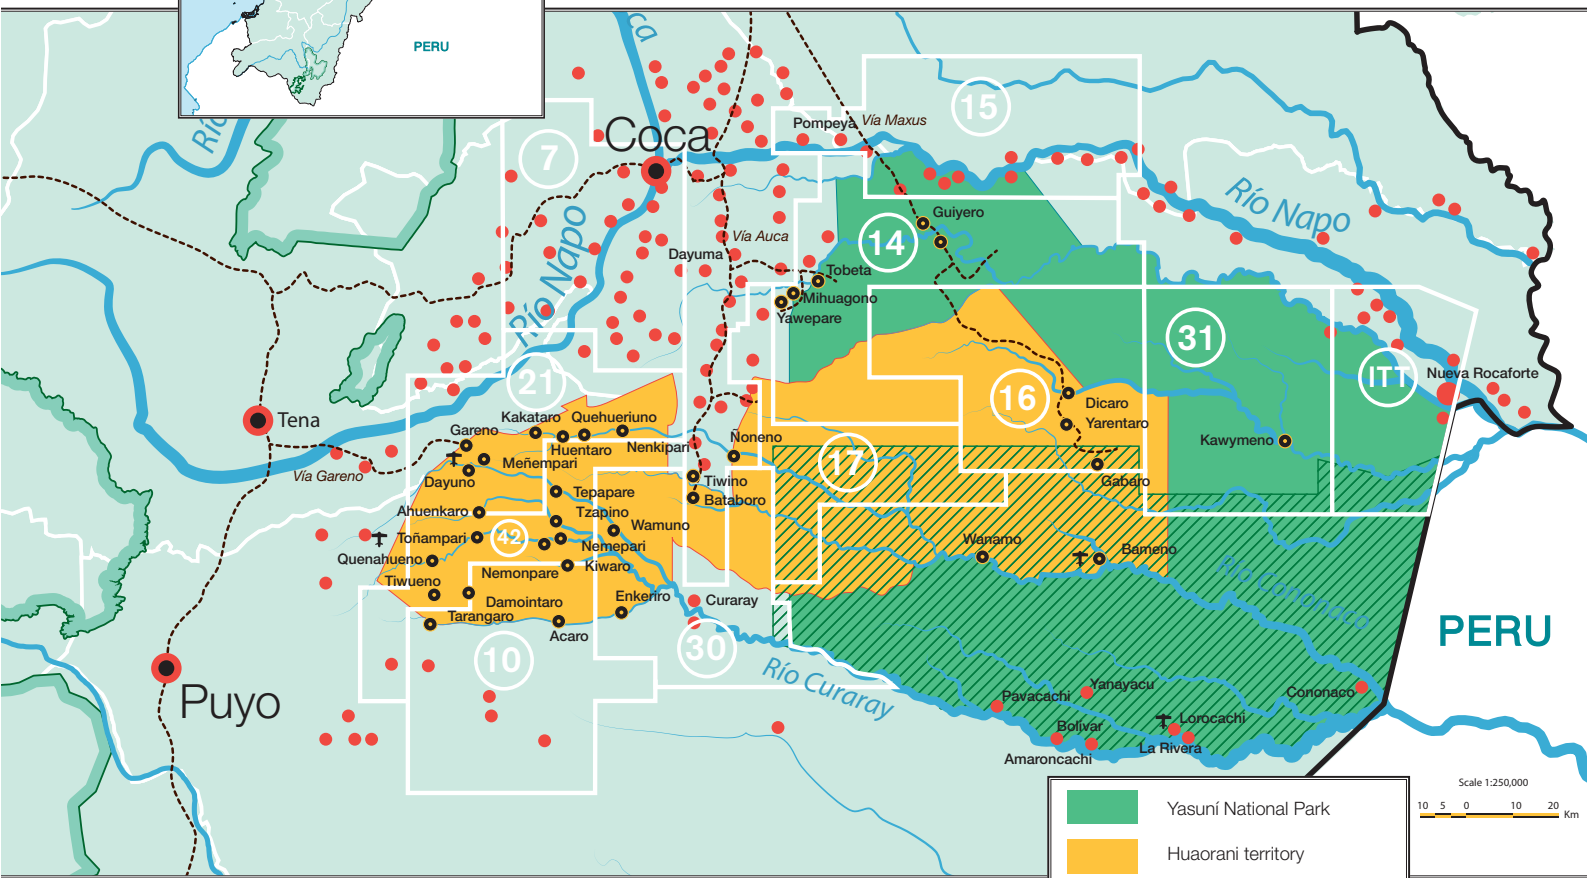 PERU
Río
ca
Coca
7
15
Pompeya
Vía Maxus
Río Napo
Guiyero
14
Río Napo
Vía Auca
Dayuma
Tobeta
Mihuagono
Yawepare
31
ITT
Nueva Rocaforte
21
16
Dicaro
Yarentaro
Kawymeno
Tena
Kakataro
Quehueriuno
Gareno
Huentaro
Nenkipari
Ñoneno
Meñempari
Vía Gareno
Dayuno
17
Gabaro
Tiwino
Bataboro
Tepapare
Ahuenkaro
Tzapino
Toñampari
42
Wamuno
Nemepari
Quenahueno
Kiwaro
Nemonpare
Tiwueno
Wanamo
Bameno
Río Cononaca
Damointaro
Enkeriro
Curaray
Tarangaro
Acaro
PERU
10
30
Río Curaray
Puyo
Pavacachi
Yanayacu
Cononaco
Bolívar
Lorocachi
La Rivera
Amaroncachi
Yasuní National Park
Huaorani territory
Scale 1:250,000
10 5 0 10 20
Km